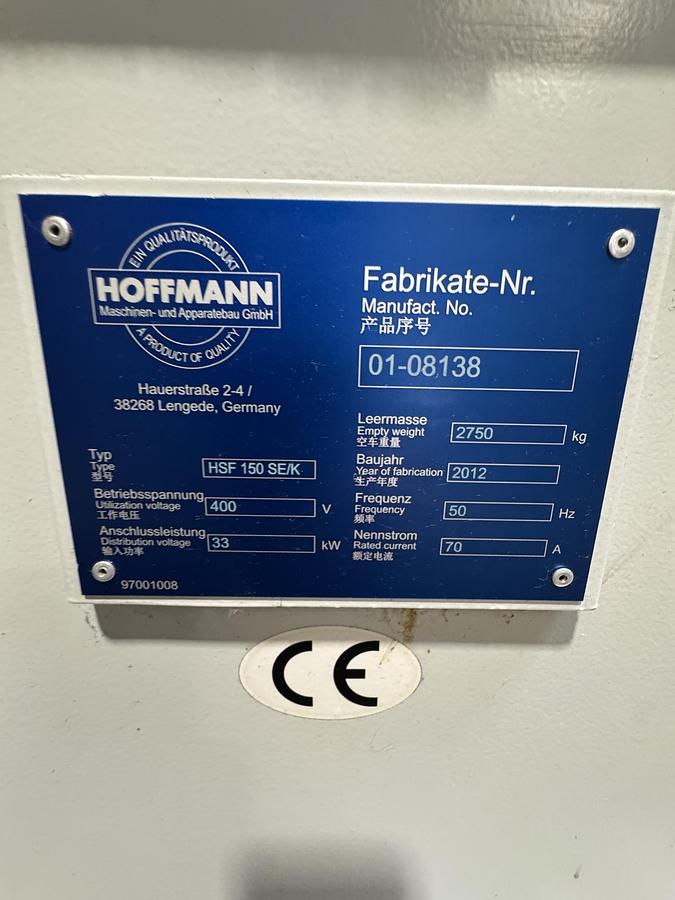 EIN QUALITÄTSPRODUKT
HOFFMANN
Maschinen- und Apparatebau GmbH
A PRODUCT OF QUALITY
Hauerstraße 2-4 /
38268 Lengede, Germany
Fabrikate-Nr.
Manufact. No.
产品序号
01-08138
Leermasse
Empty weight 2750 kg
空车重量
Typ
Type HSF 150 SE/K
型号
Baujahr
Year of fabrication 2012
生产年度
Betriebsspannung
Utilization voltage 400 V
工作电压
Frequenz
Frequency 50 Hz
频率
Anschlussleistung
Distribution voltage 33 kW
输入功率
Nennstrom
Rated current 70 A
额定电流
97001008
CE